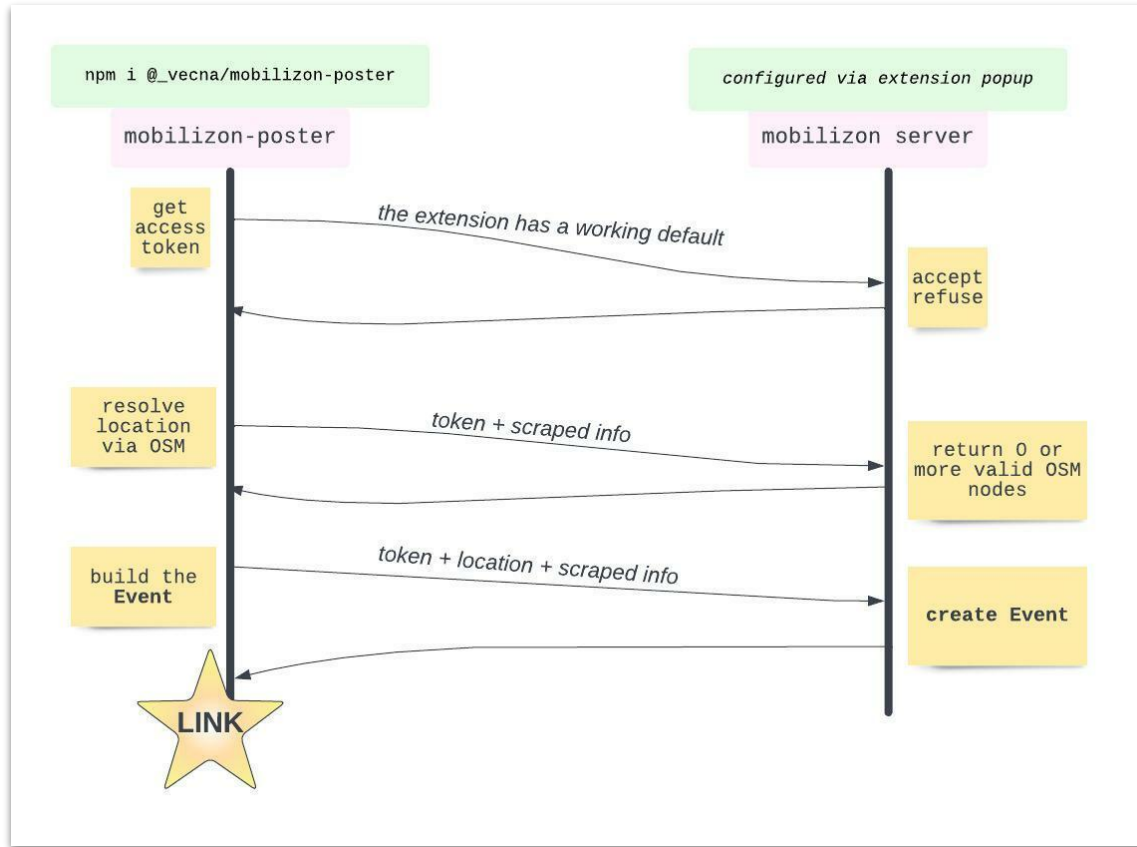 npm i @_vecna/mobilizon-poster
configured via extension popup
mobilizon-poster
mobilizon server
get
access
token
the extension has a working default
accept
refuse
resolve
location
via OSM
token + scraped info
return 0 or
more valid OSM
nodes
build the
Event
token + location + scraped info
create Event
LINK